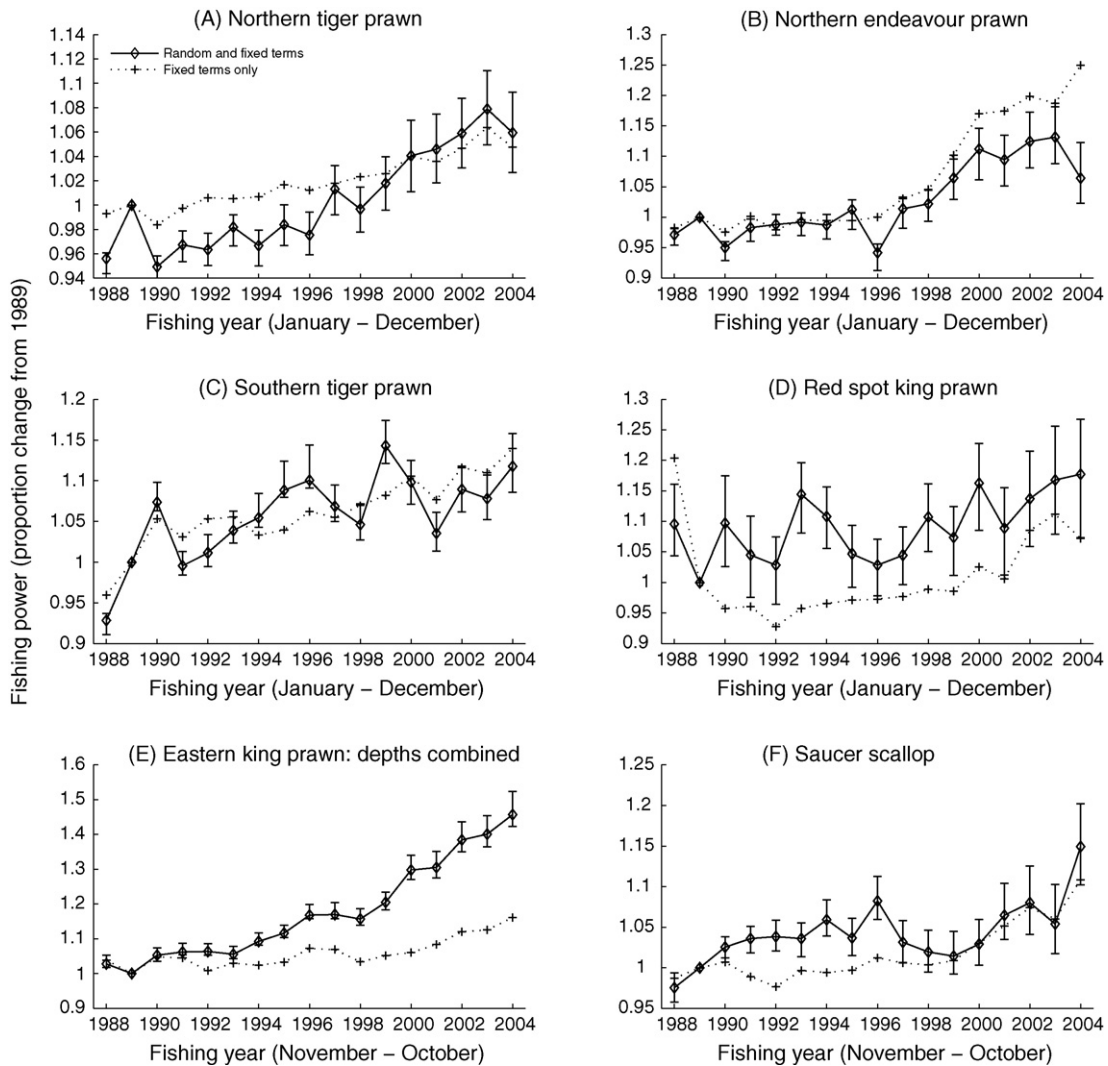 Fishing power (proportion change from 1989)
(A) Northern tiger prawn
1.14
1.12
1.1
1.08
1.06
1.04
1.02
1
0.98
0.96
0.94
Random and fixed terms
Fixed terms only
1988 1990 1992 1994 1996 1998 2000 2002 2004
Fishing year (January – December)
(B) Northern endeavour prawn
1.3
1.25
1.2
1.15
1.1
1.05
1
0.95
0.9
1988 1990 1992 1994 1996 1998 2000 2002 2004
Fishing year (January – December)
(C) Southern tiger prawn
1.2
1.15
1.1
1.05
1
0.95
0.9
1988 1990 1992 1994 1996 1998 2000 2002 2004
Fishing year (January – December)
(D) Red spot king prawn
1.3
1.25
1.2
1.15
1.1
1.05
1
0.95
0.9
1988 1990 1992 1994 1996 1998 2000 2002 2004
Fishing year (January – December)
(E) Eastern king prawn: depths combined
1.6
1.5
1.4
1.3
1.2
1.1
1
0.9
1988 1990 1992 1994 1996 1998 2000 2002 2004
Fishing year (November – October)
(F) Saucer scallop
1.25
1.2
1.15
1.1
1.05
1
0.95
1988 1990 1992 1994 1996 1998 2000 2002 2004
Fishing year (November – October)